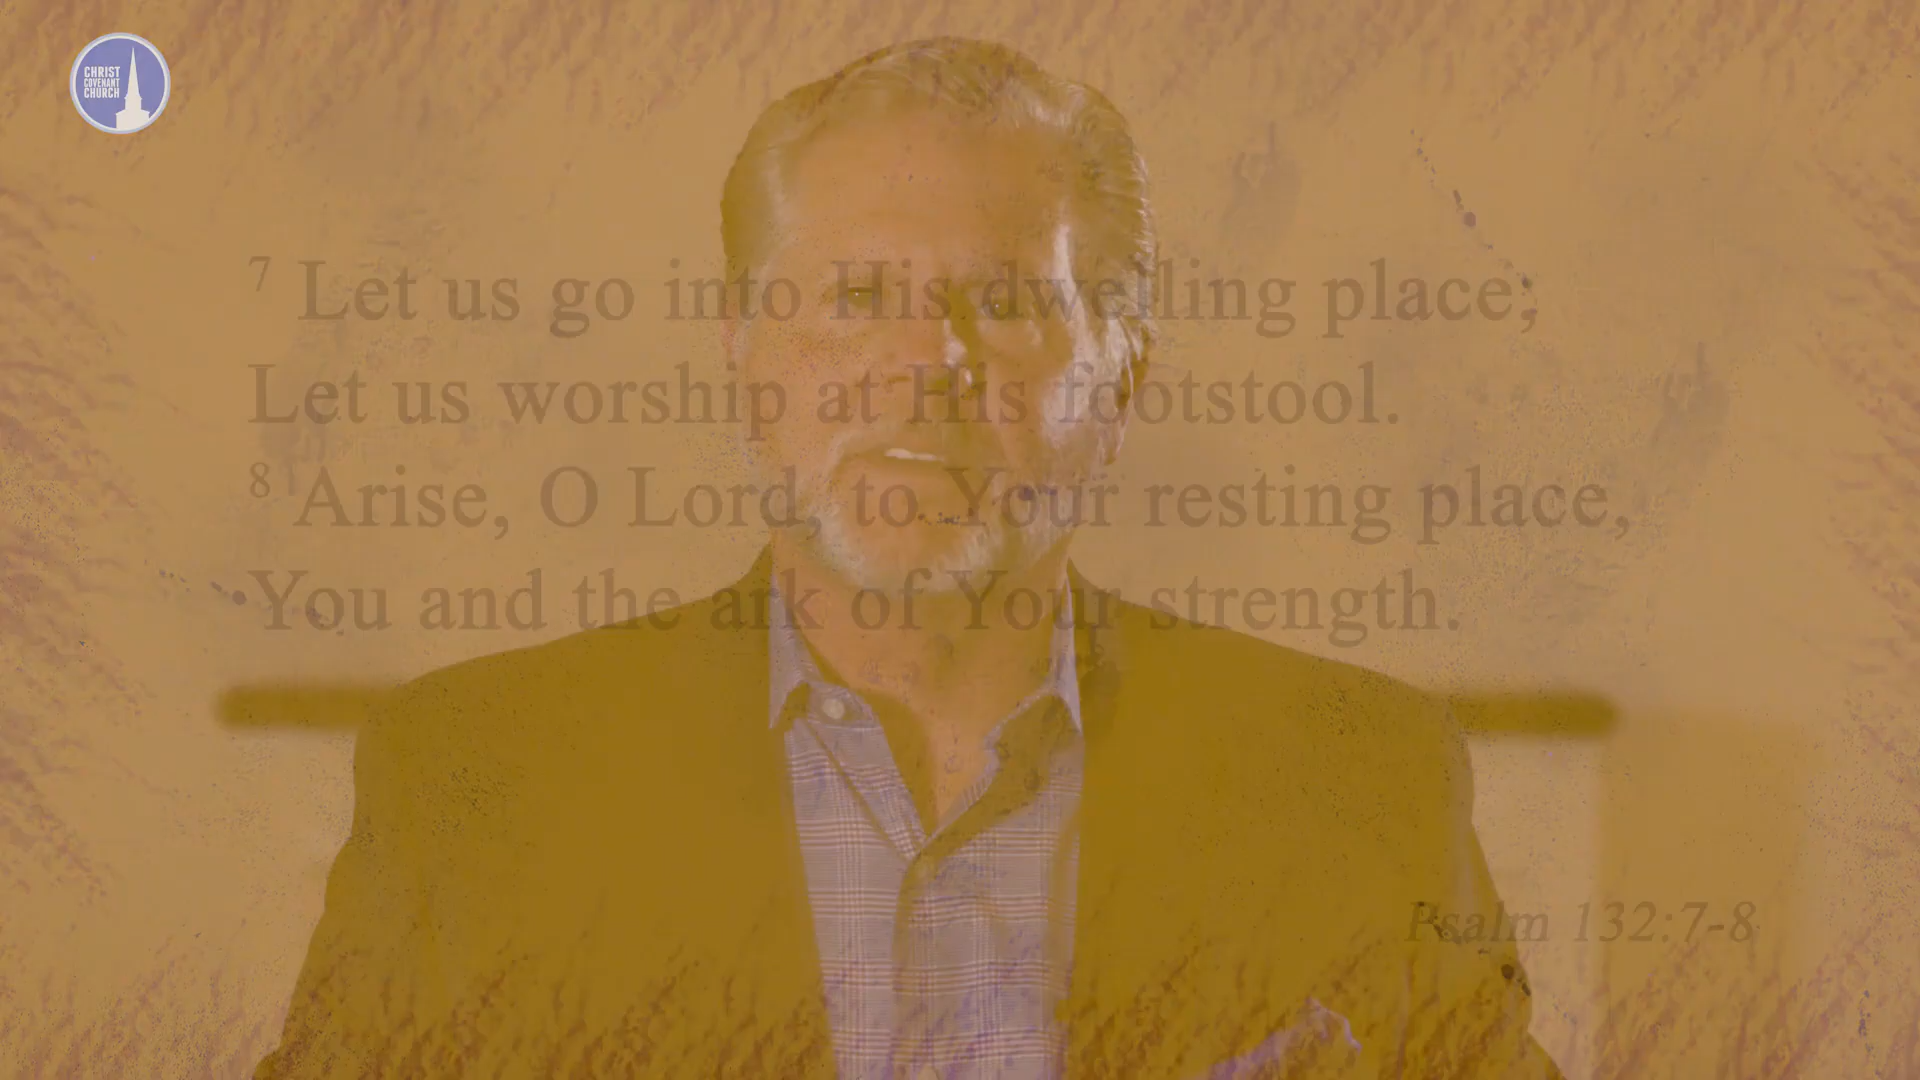 CHRIST
COVENANT
CHURCH
7 Let us go into His dwelling place;
Let us worship at His footstool.
8 Arise, O Lord, to Your resting place,
You and the ark of Your strength.
Psalm 132:7-8